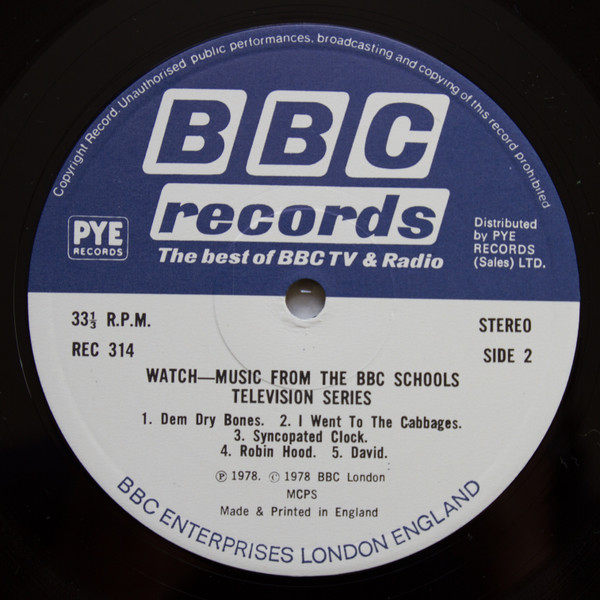 Copyright Record. Unauthorised public performances, broadcasting and copying of this record prohibited
BBC
records
The best of BBC TV & Radio
PYE
RECORDS
Distributed
by PYE
RECORDS
(Sales) LTD.
33⅓ R.P.M.
REC 314
STEREO
SIDE 2
WATCH—MUSIC FROM THE BBC SCHOOLS
TELEVISION SERIES
1. Dem Dry Bones. 2. I Went To The Cabbages.
3. Syncopated Clock.
4. Robin Hood. 5. David.
℗ 1978. © 1978 BBC London
MCPS
Made & Printed in England
BBC ENTERPRISES LONDON ENGLAND